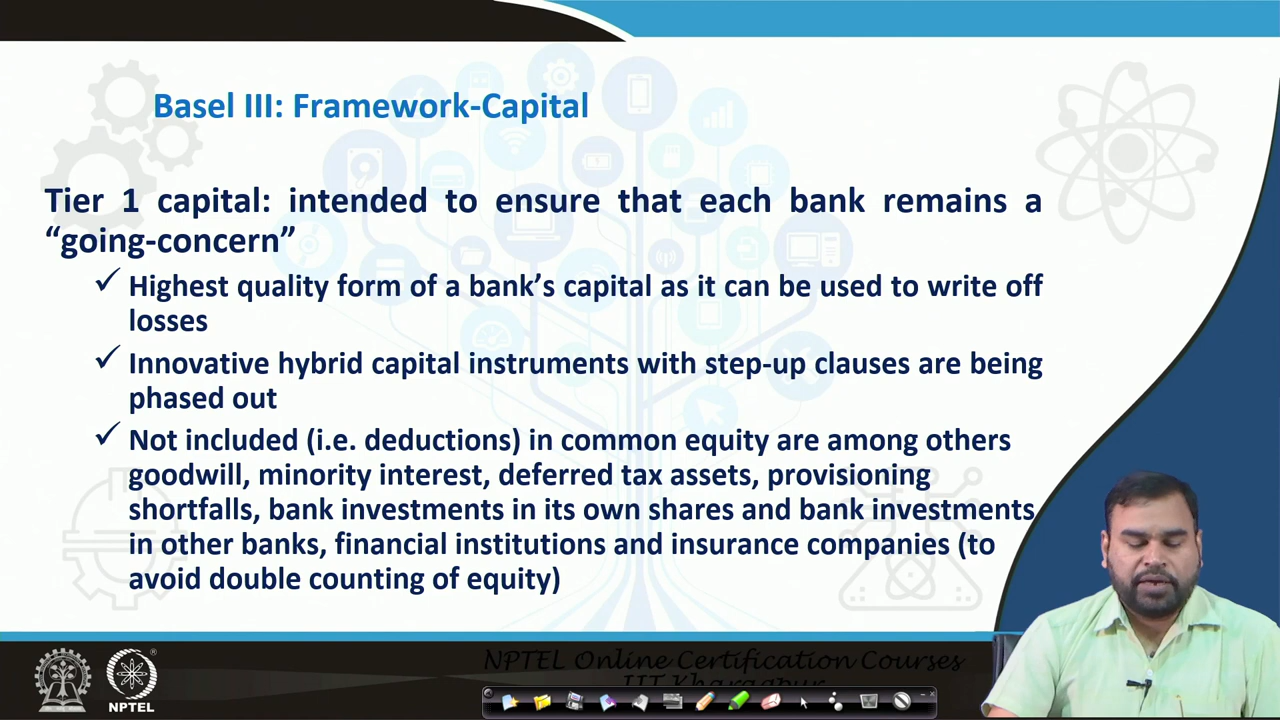 Basel III: Framework-Capital
Tier 1 capital: intended to ensure that each bank remains a
“going-concern”
✓ Highest quality form of a bank’s capital as it can be used to write off
losses
✓ Innovative hybrid capital instruments with step-up clauses are being
phased out
✓ Not included (i.e. deductions) in common equity are among others
goodwill, minority interest, deferred tax assets, provisioning
shortfalls, bank investments in its own shares and bank investments
in other banks, financial institutions and insurance companies (to
avoid double counting of equity)
NPTEL Online Certification Courses
IIT Kharagpur
NPTEL